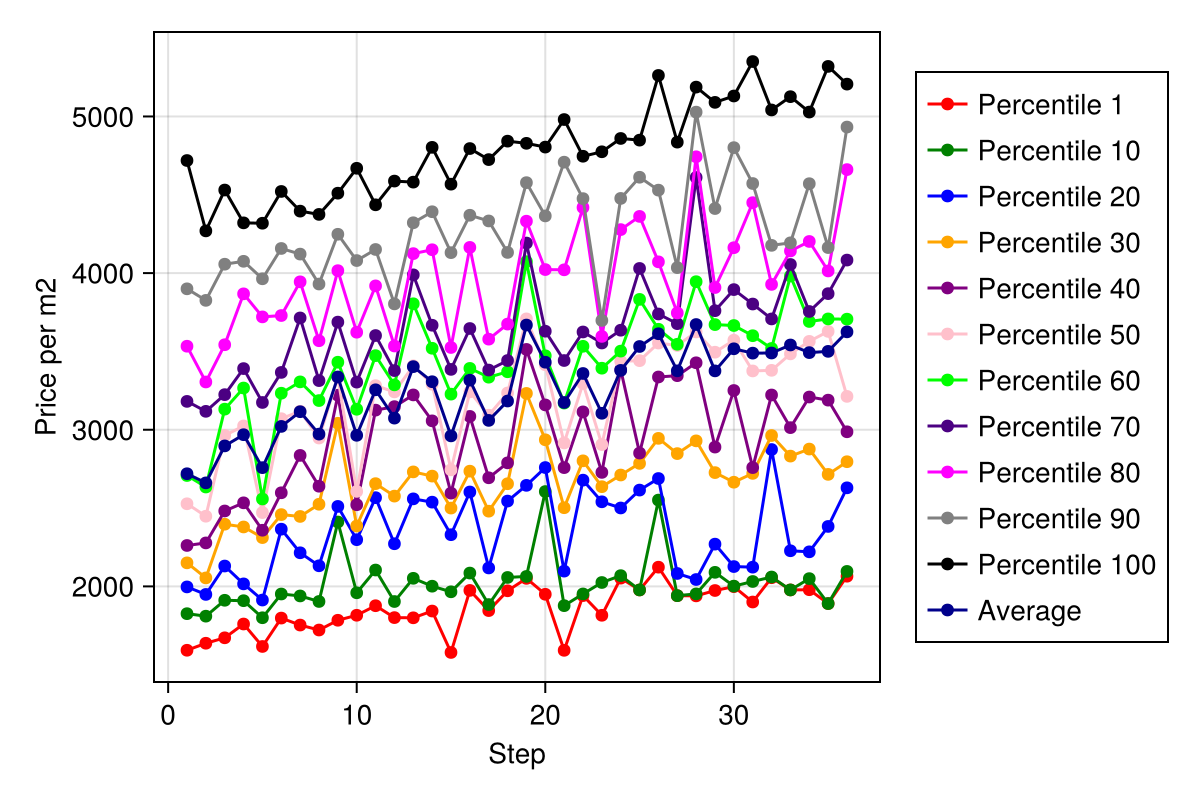 5000
4000
3000
2000
Price per m2
0
10
20
30
Step
Percentile 1
Percentile 10
Percentile 20
Percentile 30
Percentile 40
Percentile 50
Percentile 60
Percentile 70
Percentile 80
Percentile 90
Percentile 100
Average